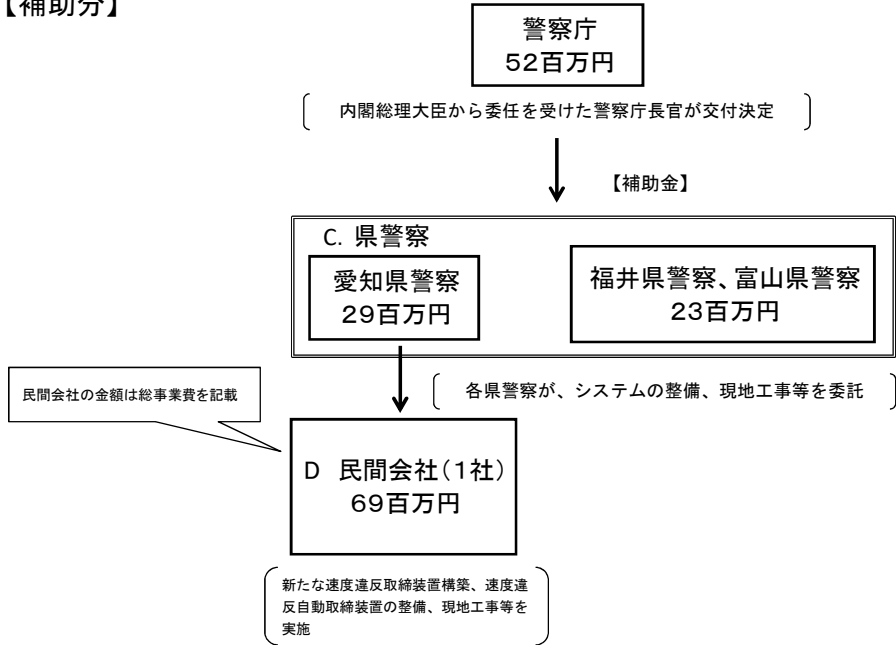 【補助分】
警察庁
52百万円
内閣総理大臣から委任を受けた警察庁長官が交付決定
【補助金】
C. 県警察
愛知県警察
29百万円
福井県警察、富山県警察
23百万円
各県警察が、システムの整備、現地工事等を委託
民間会社の金額は総事業費を記載
D 民間会社(1社)
69百万円
新たな速度違反取締装置構築、速度違
反自動取締装置の整備、現地工事等を
実施